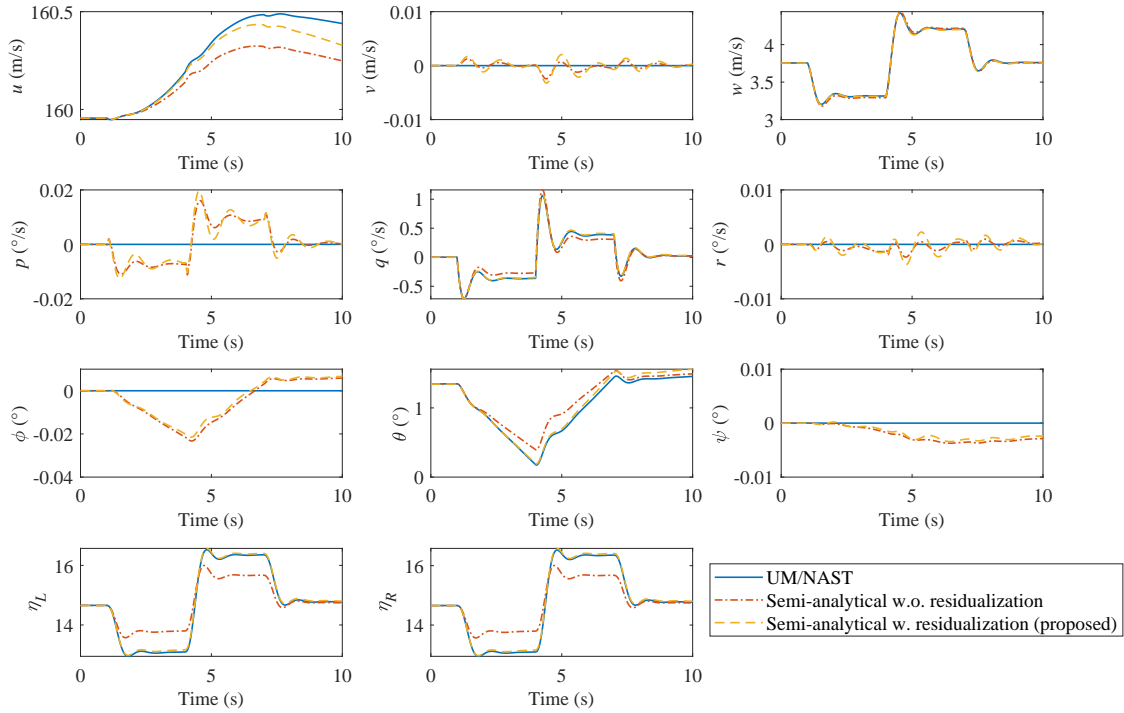 160.5
160
u (m/s)
0 5 10
Time (s)
0.01
0
-0.01
v (m/s)
0 5 10
Time (s)
4
3.5
3
w (m/s)
0 5 10
Time (s)
0.02
0
-0.02
p (°/s)
0 5 10
Time (s)
1
0.5
0
-0.5
q (°/s)
0 5 10
Time (s)
0.01
0
-0.01
r (°/s)
0 5 10
Time (s)
0
-0.02
-0.04
ϕ (°)
0 5 10
Time (s)
1
0
θ (°)
0 5 10
Time (s)
0.01
0
-0.01
ψ (°)
0 5 10
Time (s)
16
14
η_L
0 5 10
Time (s)
16
14
η_R
0 5 10
Time (s)
UM/NAST
Semi-analytical w.o. residualization
Semi-analytical w. residualization (proposed)